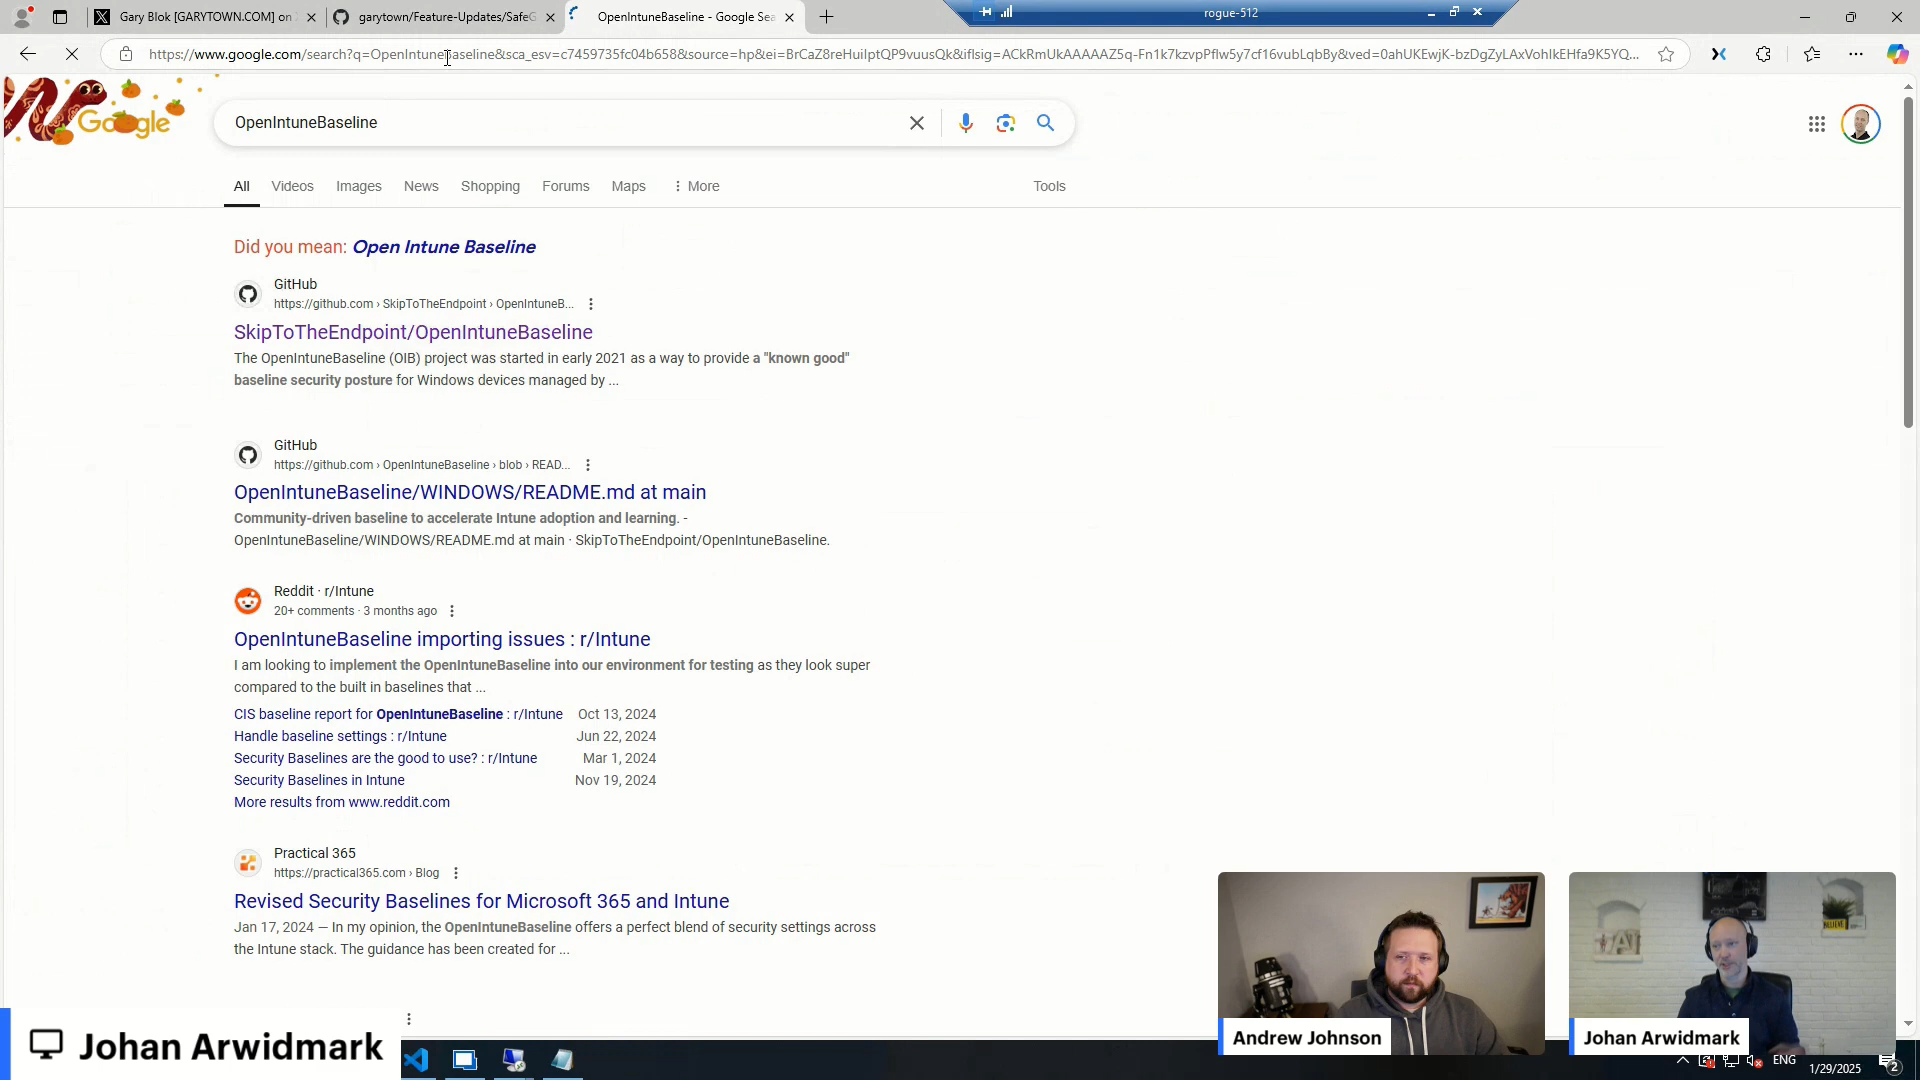 Gary Blok [GARYTOWN.COM] on
garytown/Feature-Updates/SafeG
OpenIntuneBaseline - Google Sea
rogue-512
https://www.google.com/search?q=OpenIntuneBaseline&sca_esv=c7459735fc04b658&source=hp&ei=BrCaZ8reHuiIptQP9vuusQk&iflsig=ACkRmUkAAAAAZ5q-Fn1k7kzvpPflw5y7cf16vubLqbBy&ved=0ahUKEwjK-bzDgZyLAxVohIkEHfa9K5YQ...
Google
OpenIntuneBaseline
All
Videos
Images
News
Shopping
Forums
Maps
More
Tools
Did you mean: Open Intune Baseline
GitHub
https://github.com › SkipToTheEndpoint › OpenIntuneB...
SkipToTheEndpoint/OpenIntuneBaseline
The OpenIntuneBaseline (OIB) project was started in early 2021 as a way to provide a "known good"
baseline security posture for Windows devices managed by ...
GitHub
https://github.com › OpenIntuneBaseline › blob › READ...
OpenIntuneBaseline/WINDOWS/README.md at main
Community-driven baseline to accelerate Intune adoption and learning. -
OpenIntuneBaseline/WINDOWS/README.md at main · SkipToTheEndpoint/OpenIntuneBaseline.
Reddit · r/Intune
20+ comments · 3 months ago
OpenIntuneBaseline importing issues : r/Intune
I am looking to implement the OpenIntuneBaseline into our environment for testing as they look super
compared to the built in baselines that ...
CIS baseline report for OpenIntuneBaseline : r/Intune Oct 13, 2024
Handle baseline settings : r/Intune Jun 22, 2024
Security Baselines are the good to use? : r/Intune Mar 1, 2024
Security Baselines in Intune Nov 19, 2024
More results from www.reddit.com
Practical 365
https://practical365.com › Blog
Revised Security Baselines for Microsoft 365 and Intune
Jan 17, 2024 — In my opinion, the OpenIntuneBaseline offers a perfect blend of security settings across
the Intune stack. The guidance has been created for ...
Johan Arwidmark
Andrew Johnson
Johan Arwidmark
ENG
1/29/2025
2